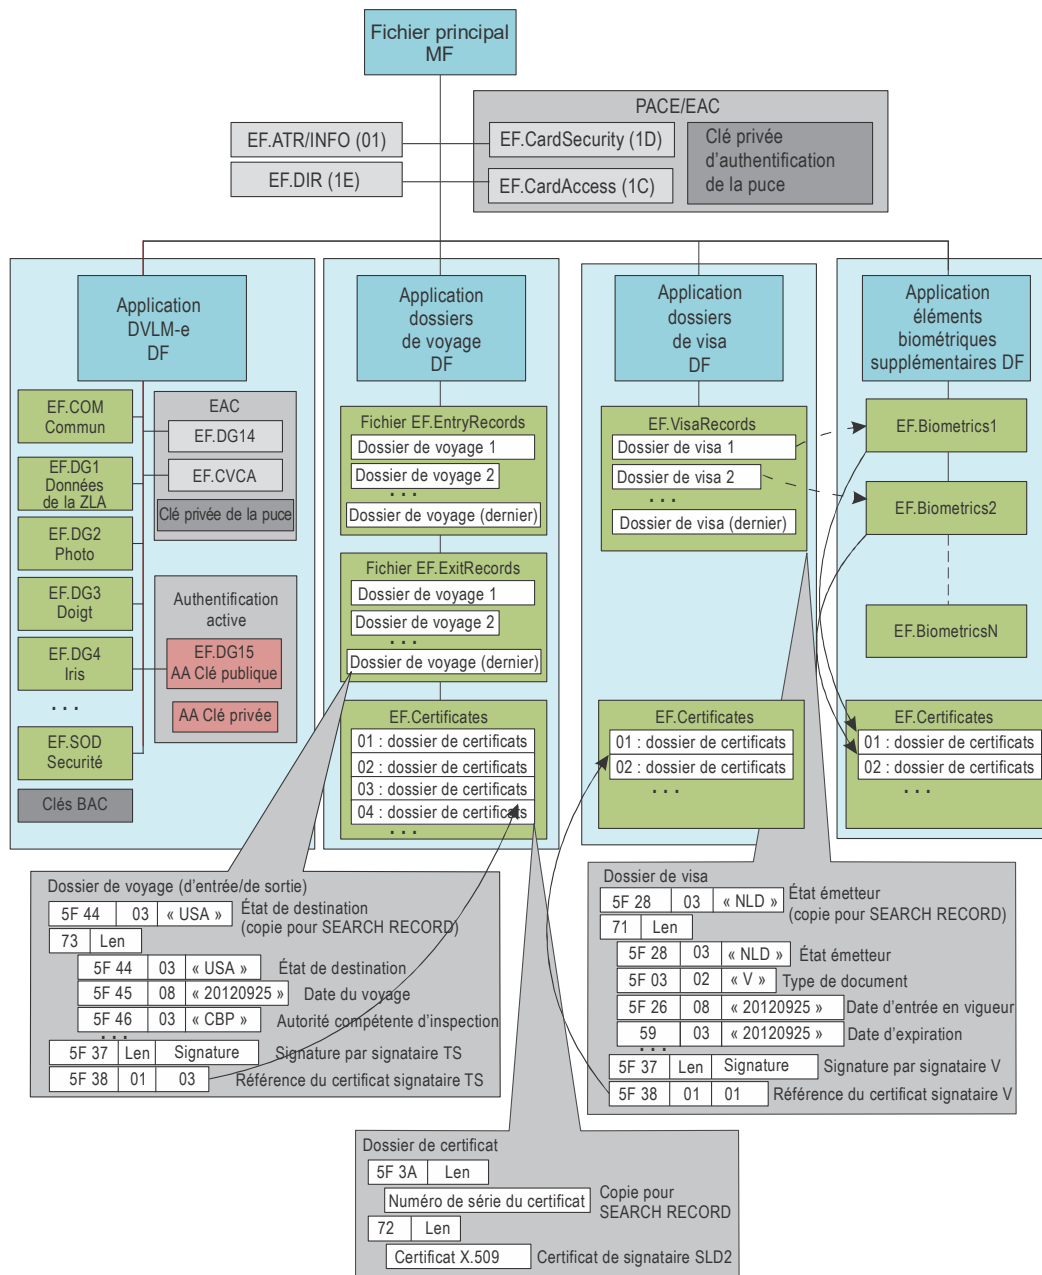 Fichier principal
MF
PACE/EAC
EF.ATR/INFO (01)
EF.DIR (1E)
EF.CardSecurity (1D)
EF.CardAccess (1C)
Clé privée
d'authentification
de la puce
Application
DVLM-e
DF
EF.COM
Commun
EF.DG1
Données
de la ZLA
EF.DG2
Photo
EF.DG3
Doigt
EF.DG4
Iris
. . .
EF.SOD
Securité
Clés BAC
EAC
EF.DG14
EF.CVCA
Clé privée de la puce
Authentification
active
EF.DG15
AA Clé publique
AA Clé privée
Application
dossiers
de voyage
DF
Fichier EF.EntryRecords
Dossier de voyage 1
Dossier de voyage 2
. . .
Dossier de voyage (dernier)
Fichier EF.ExitRecords
Dossier de voyage 1
Dossier de voyage 2
. . .
Dossier de voyage (dernier)
EF.Certificates
01 : dossier de certificats
02 : dossier de certificats
03 : dossier de certificats
04 : dossier de certificats
. . .
Application
dossiers
de visa
DF
EF.VisaRecords
Dossier de visa 1
Dossier de visa 2
. . .
Dossier de visa (dernier)
EF.Certificates
01 : dossier de certificats
02 : dossier de certificats
. . .
Application
éléments
biométriques
supplémentaires DF
EF.Biometrics1
EF.Biometrics2
EF.BiometricsN
EF.Certificates
01 : dossier de certificats
02 : dossier de certificats
. . .
Dossier de voyage (d'entrée/de sortie)
5F 44 03 « USA » État de destination
(copie pour SEARCH RECORD)
73 Len
5F 44 03 « USA » État de destination
5F 45 08 « 20120925 » Date du voyage
5F 46 03 « CBP » Autorité compétente d'inspection
. . .
5F 37 Len Signature Signature par signataire TS
5F 38 01 03 Référence du certificat signataire TS
Dossier de visa
5F 28 03 « NLD » État émetteur
(copie pour SEARCH RECORD)
71 Len
5F 28 03 « NLD » État émetteur
5F 03 02 « V » Type de document
5F 26 08 « 20120925 » Date d'entrée en vigueur
59 03 « 20120925 » Date d'expiration
. . .
5F 37 Len Signature Signature par signataire V
5F 38 01 01 Référence du certificat signataire V
Dossier de certificat
5F 3A Len
Numéro de série du certificat Copie pour
SEARCH RECORD
72 Len
Certificat X.509 Certificat de signataire SLD2